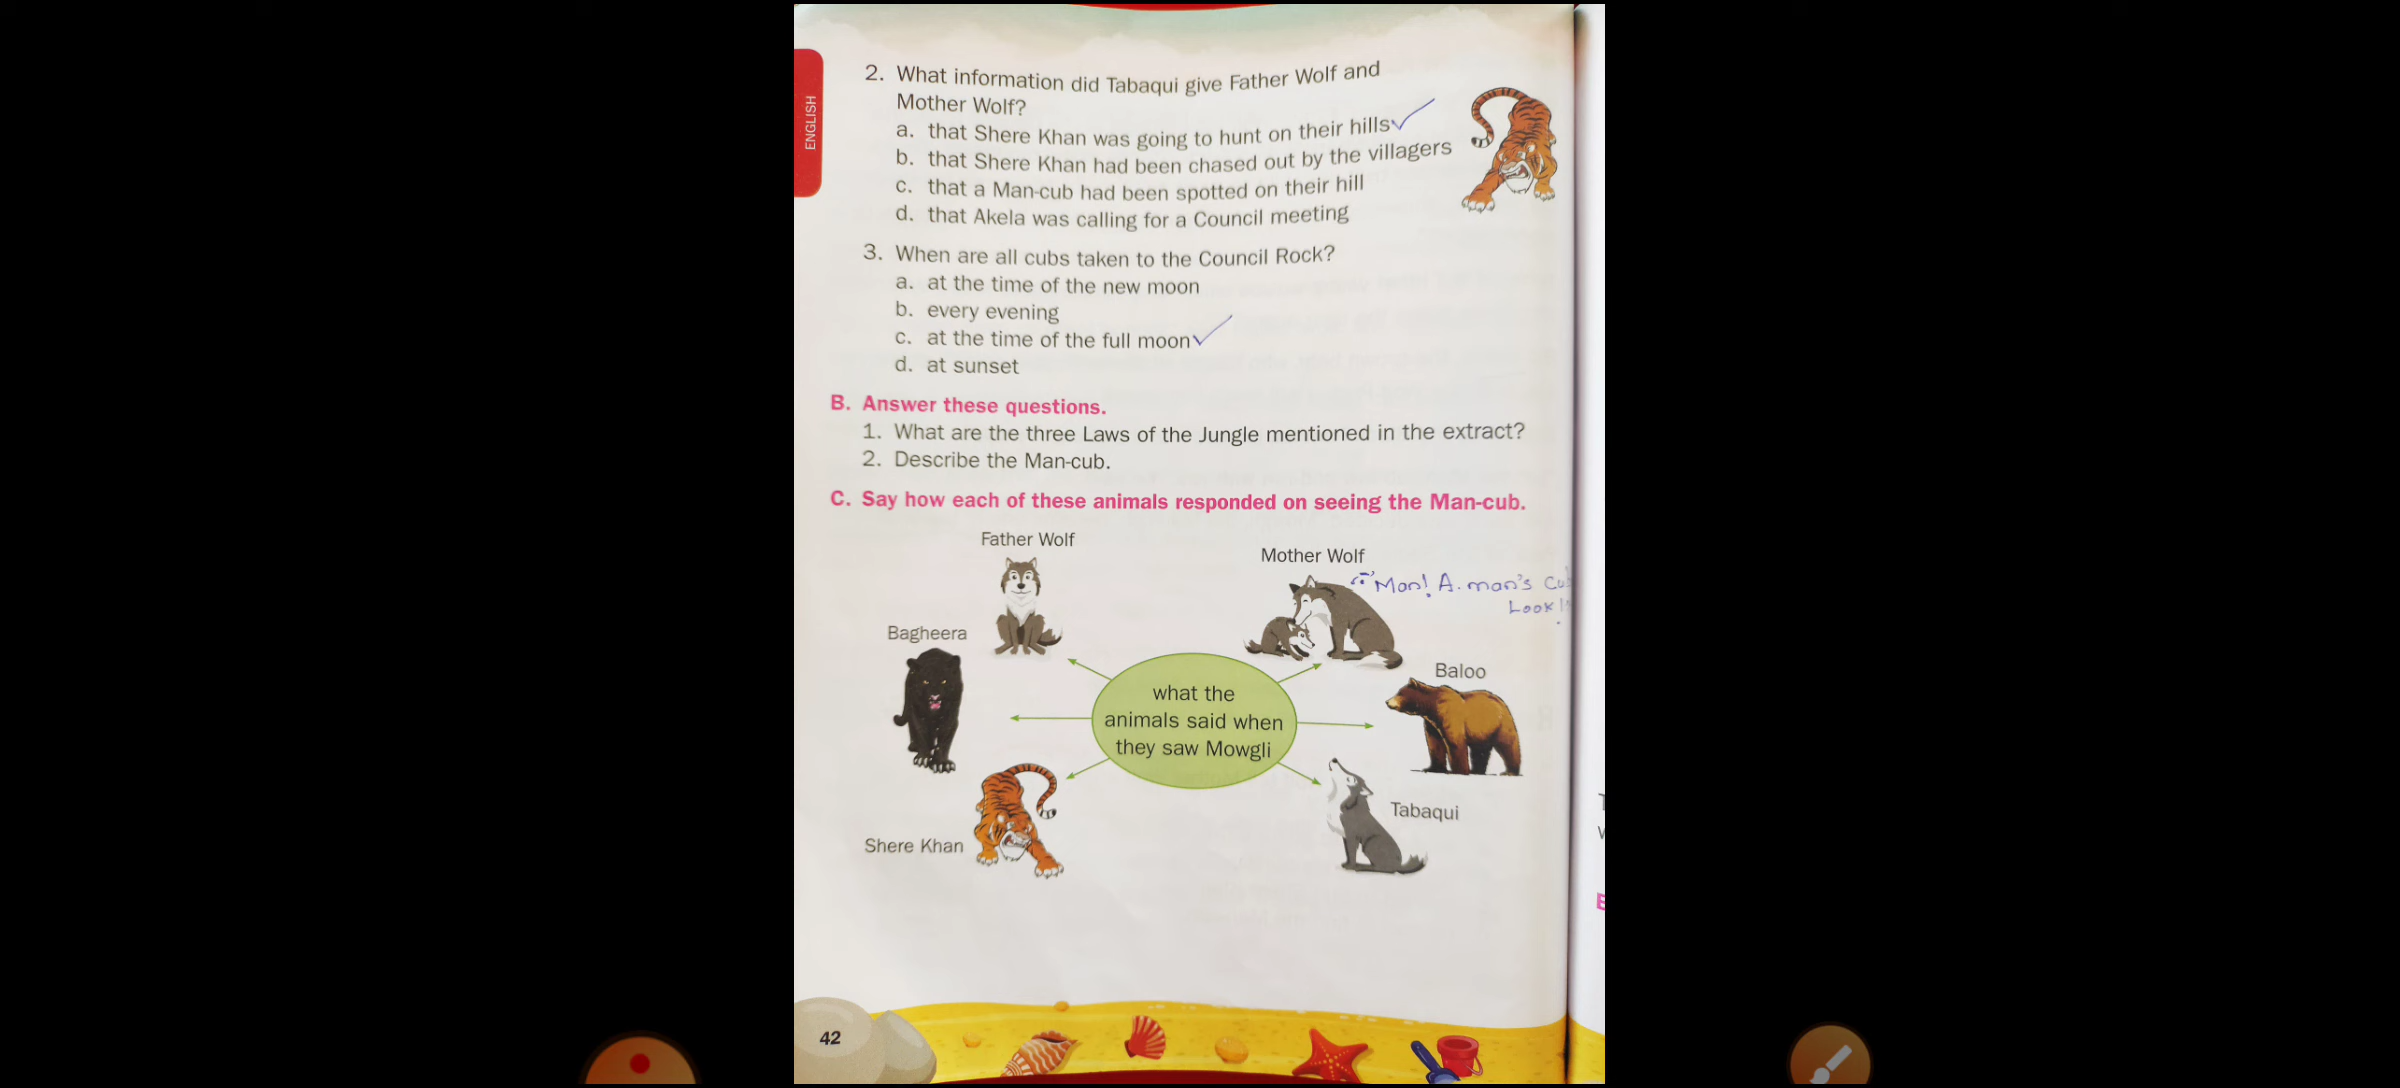 ENGLISH
2. What information did Tabaqui give Father Wolf and
Mother Wolf?
a. that Shere Khan was going to hunt on their hills
b. that Shere Khan had been chased out by the villagers
c. that a Man-cub had been spotted on their hill
d. that Akela was calling for a Council meeting
3. When are all cubs taken to the Council Rock?
a. at the time of the new moon
b. every evening
c. at the time of the full moon
d. at sunset
B. Answer these questions.
1. What are the three Laws of the Jungle mentioned in the extract?
2. Describe the Man-cub.
C. Say how each of these animals responded on seeing the Man-cub.
Father Wolf
Mother Wolf
"Man! A man's
Look!
Bagheera
Baloo
what the
animals said when
they saw Mowgli
Tabaqui
Shere Khan
42